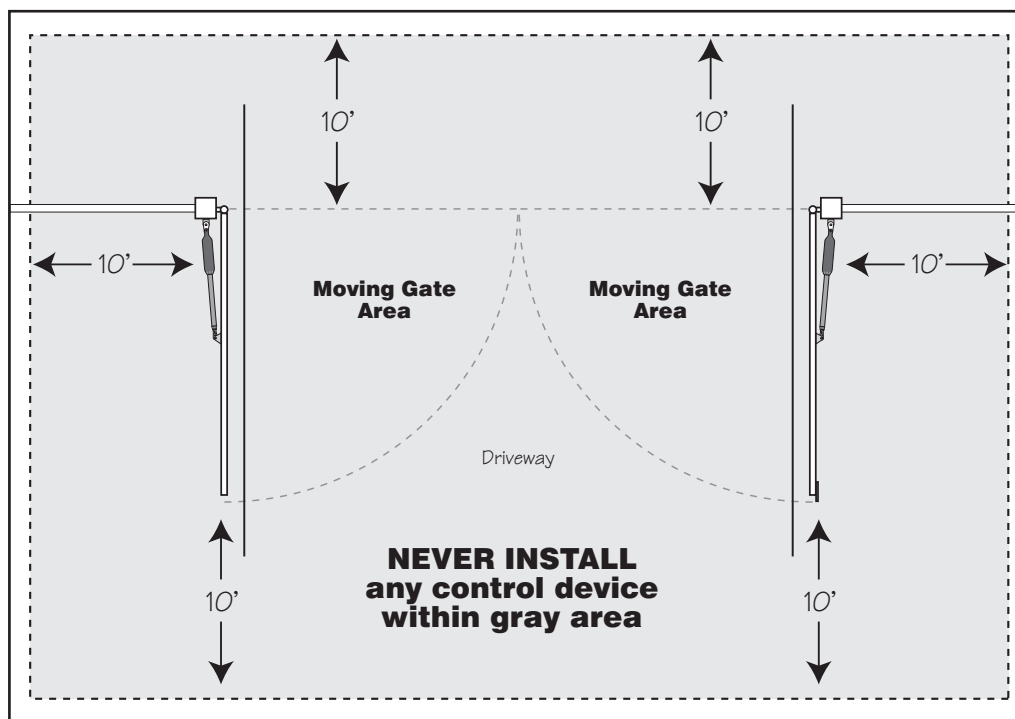 10’
10’
10’
10’
Moving Gate
Area
Moving Gate
Area
Driveway
NEVER INSTALL
any control device
within gray area
10’
10’